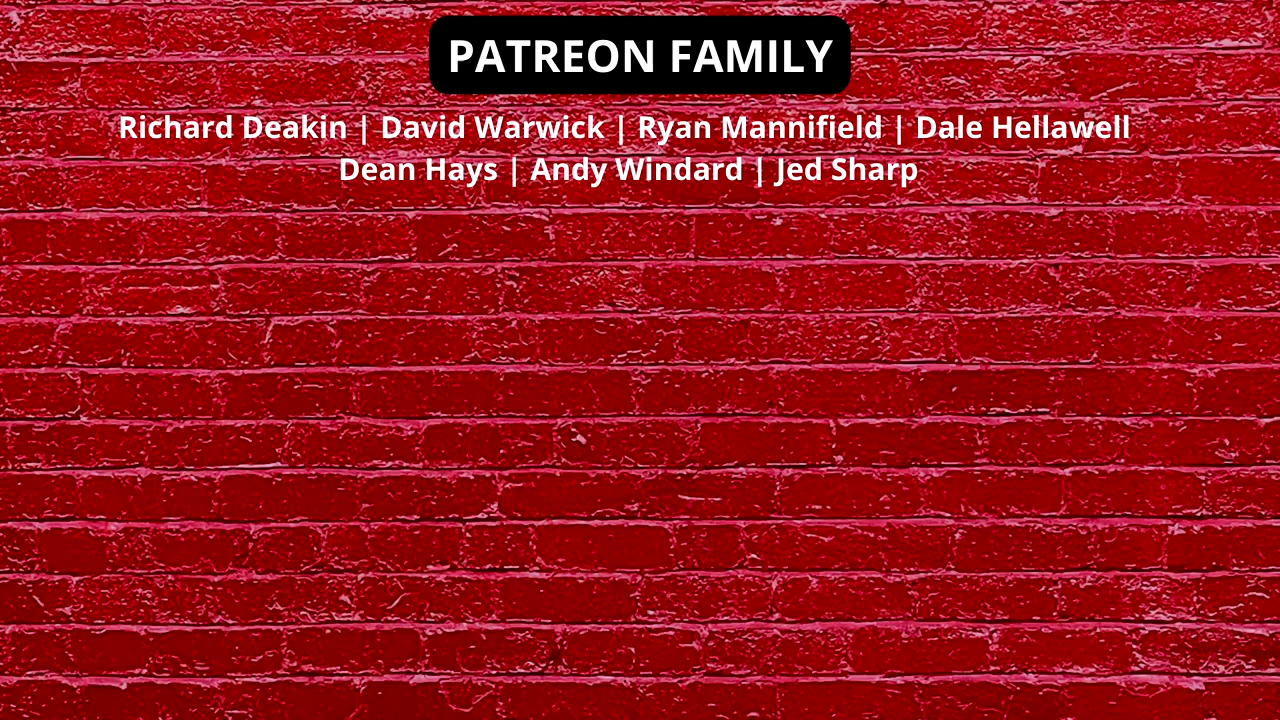 PATREON FAMILY
Richard Deakin | David Warwick | Ryan Mannifield | Dale Hellawell
Dean Hays | Andy Windard | Jed Sharp